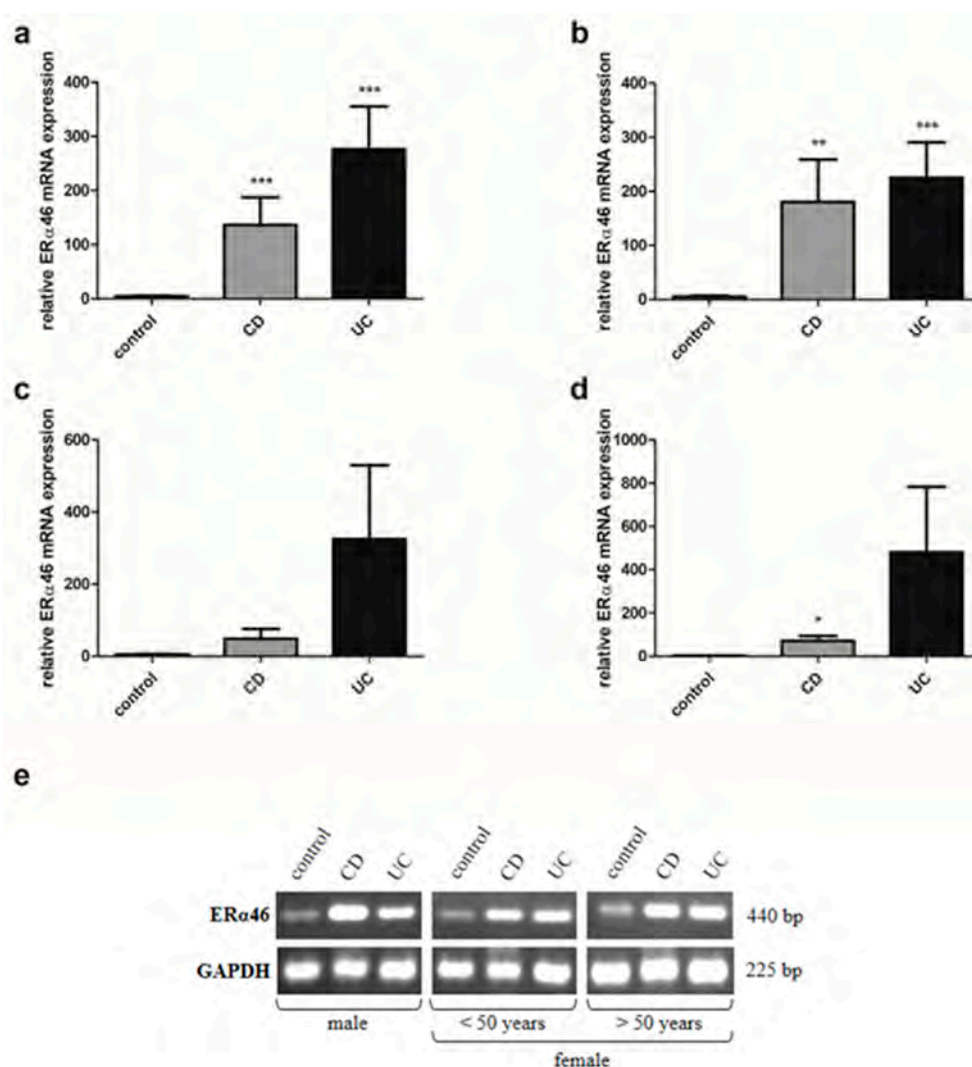 a
relative ERα46 mRNA expression
400
300
200
100
0
***
***
control
CD
UC
b
relative ERα46 mRNA expression
400
300
200
100
0
**
***
control
CD
UC
c
relative ERα46 mRNA expression
600
400
200
0
control
CD
UC
d
relative ERα46 mRNA expression
1000
800
600
400
200
0
*
control
CD
UC
e
control CD UC control CD UC control CD UC
ERα46 440 bp
GAPDH 225 bp
male < 50 years > 50 years
female